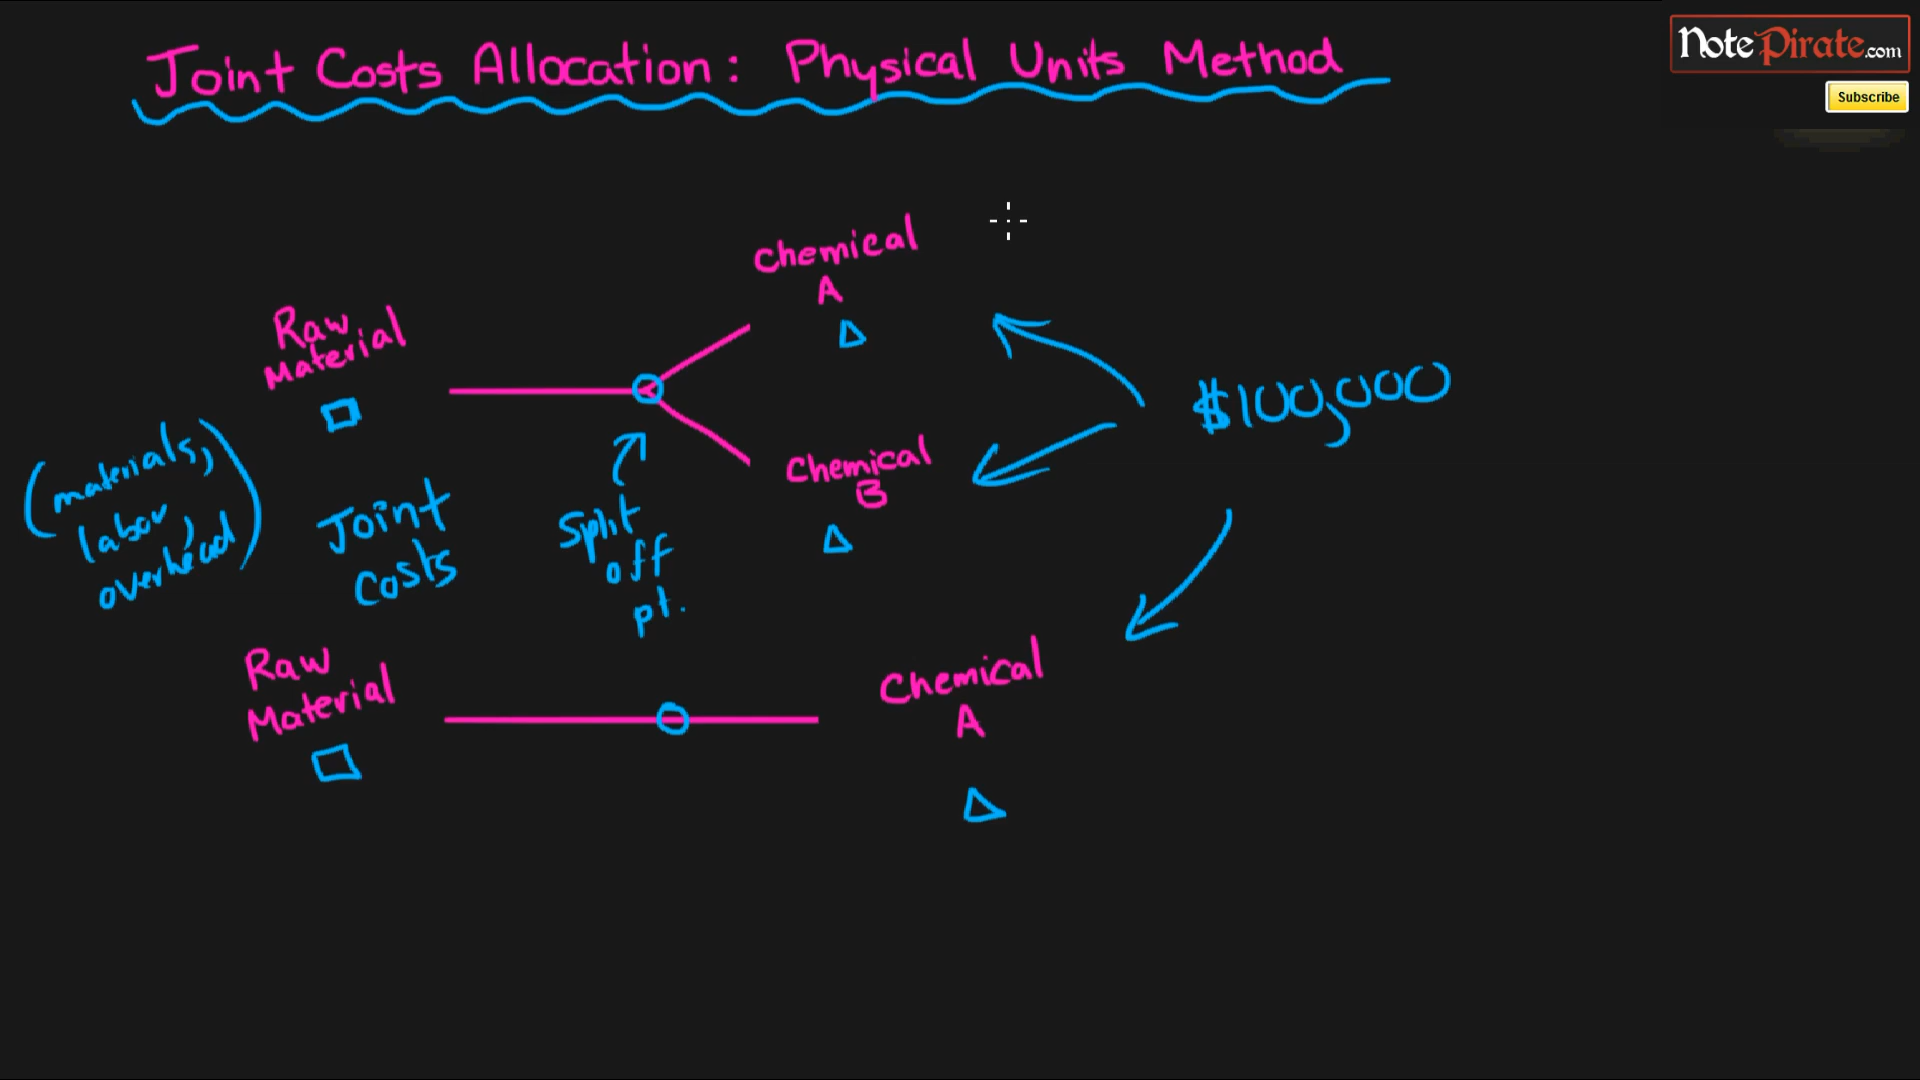 Joint Costs Allocation: Physical Units Method
NotePirate.com
Subscribe
Chemical
A
Raw
Material
$100,000
Chemical
B
(materials,
labor,
overhead)
Joint
Costs
Split
off
pt.
Raw
Material
Chemical
A